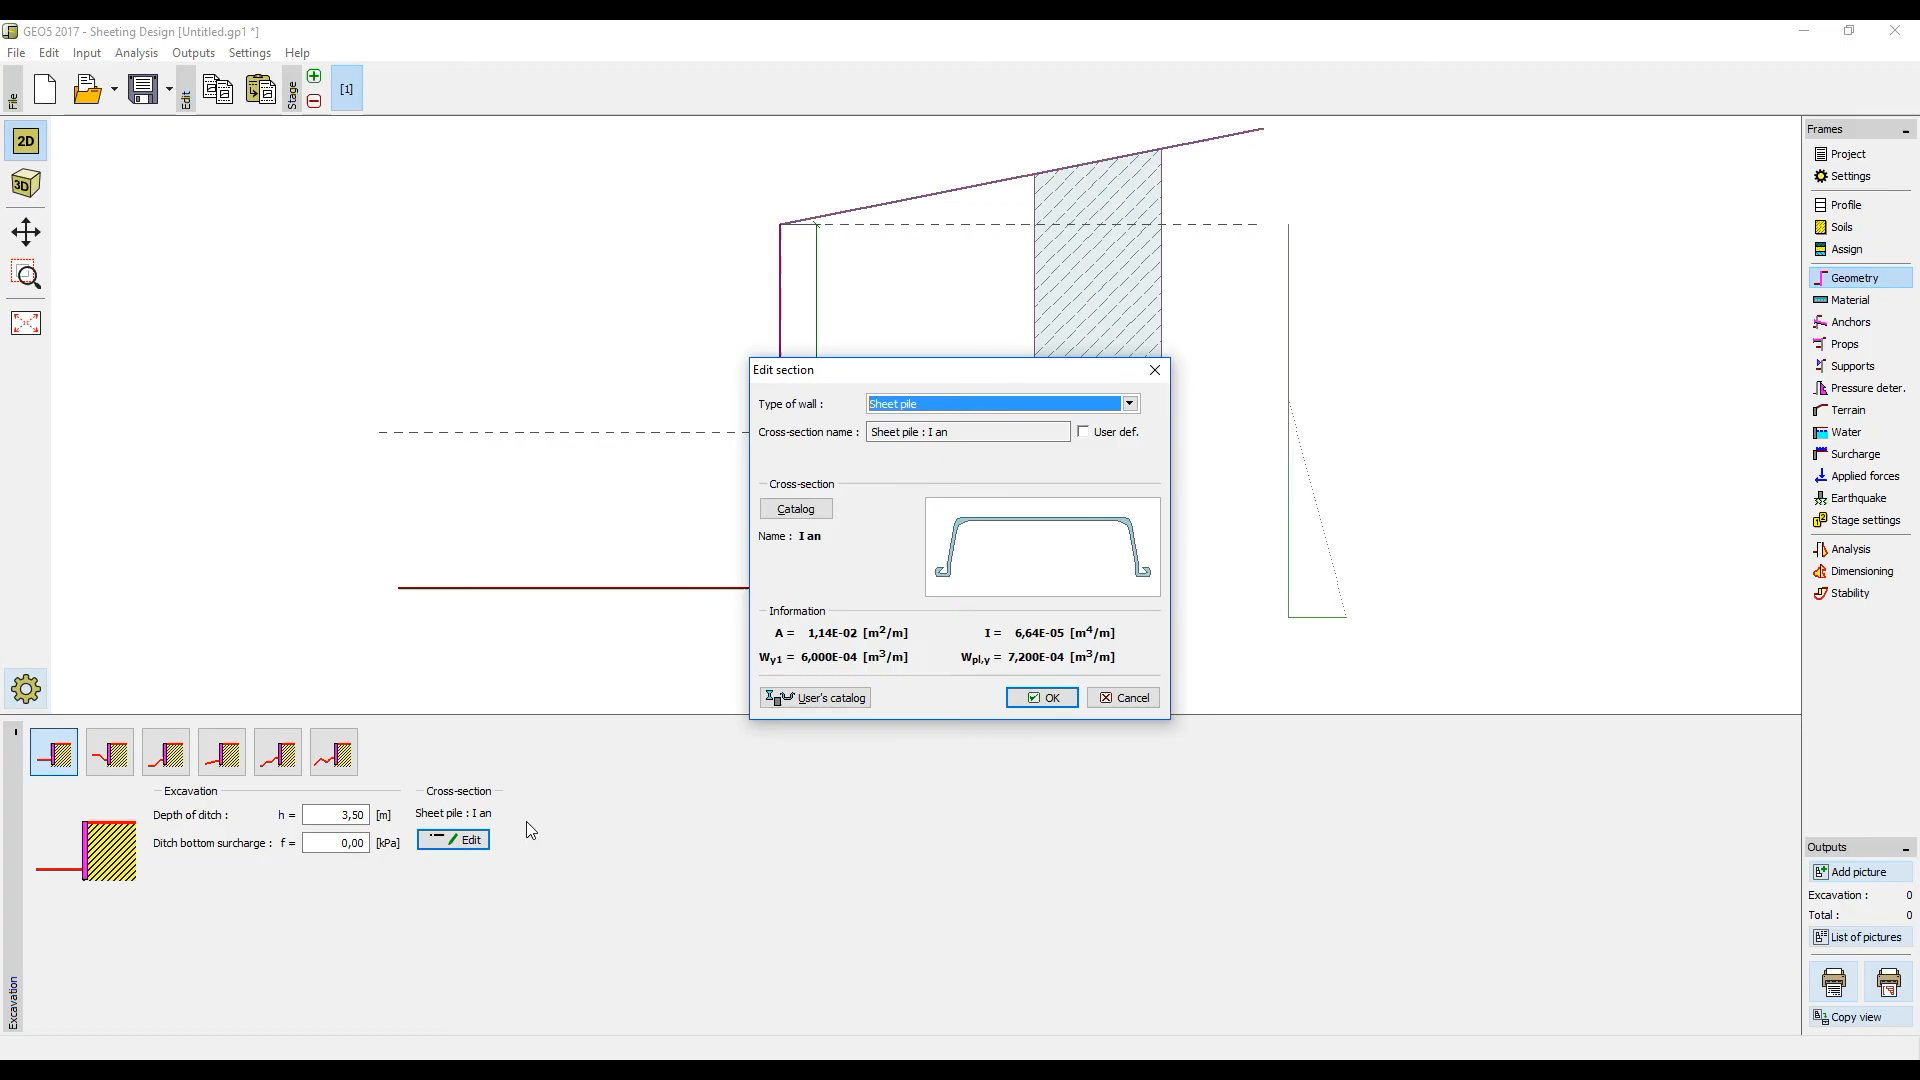 GEO5 2017 - Sheeting Design [Untitled.gp1 *]
File Edit Input Analysis Outputs Settings Help
File
Edit
Stage
[1]
2D
3D
Edit section
Type of wall : Sheet pile
Cross-section name : Sheet pile : I an User def.
Cross-section
Catalog
Name : I an
Information
A = 1,14E-02 [m2/m] I = 6,64E-05 [m4/m]
Wy1 = 6,000E-04 [m3/m] Wpl,y = 7,200E-04 [m3/m]
User's catalog OK Cancel
Frames
Project
Settings
Profile
Soils
Assign
Geometry
Material
Anchors
Props
Supports
Pressure deter.
Terrain
Water
Surcharge
Applied forces
Earthquake
Stage settings
Analysis
Dimensioning
Stability
Excavation
Excavation
Depth of ditch : h = 3,50 [m]
Ditch bottom surcharge : f = 0,00 [kPa]
Cross-section
Sheet pile : I an
Edit
Outputs
Add picture
Excavation : 0
Total : 0
List of pictures
Copy view